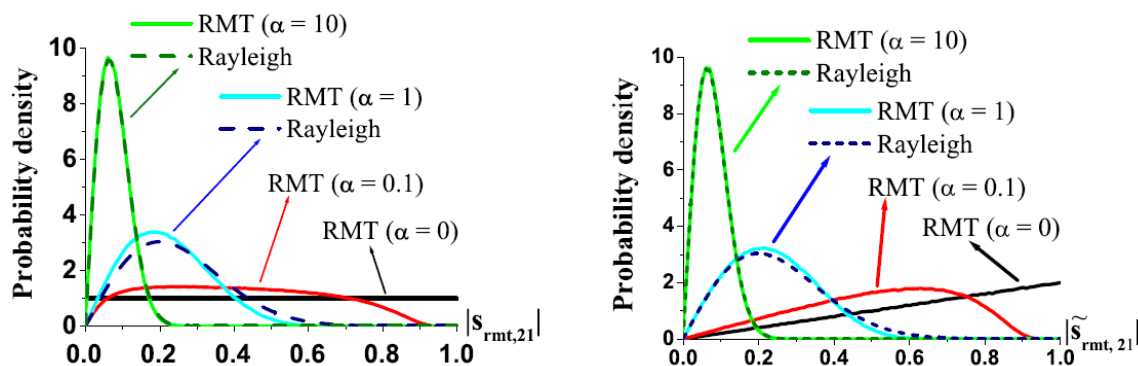 RMT (α = 10)
Rayleigh
RMT (α = 1)
Rayleigh
RMT (α = 0.1)
RMT (α = 0)
Probability density
10
8
6
4
2
0
0.0 0.2 0.4 0.6 0.8 1.0
|s_rmt,21|
RMT (α = 10)
Rayleigh
RMT (α = 1)
Rayleigh
RMT (α = 0.1)
RMT (α = 0)
Probability density
10
8
6
4
2
0
0.0 0.2 0.4 0.6 0.8 1.0
|s̃_rmt, 21|